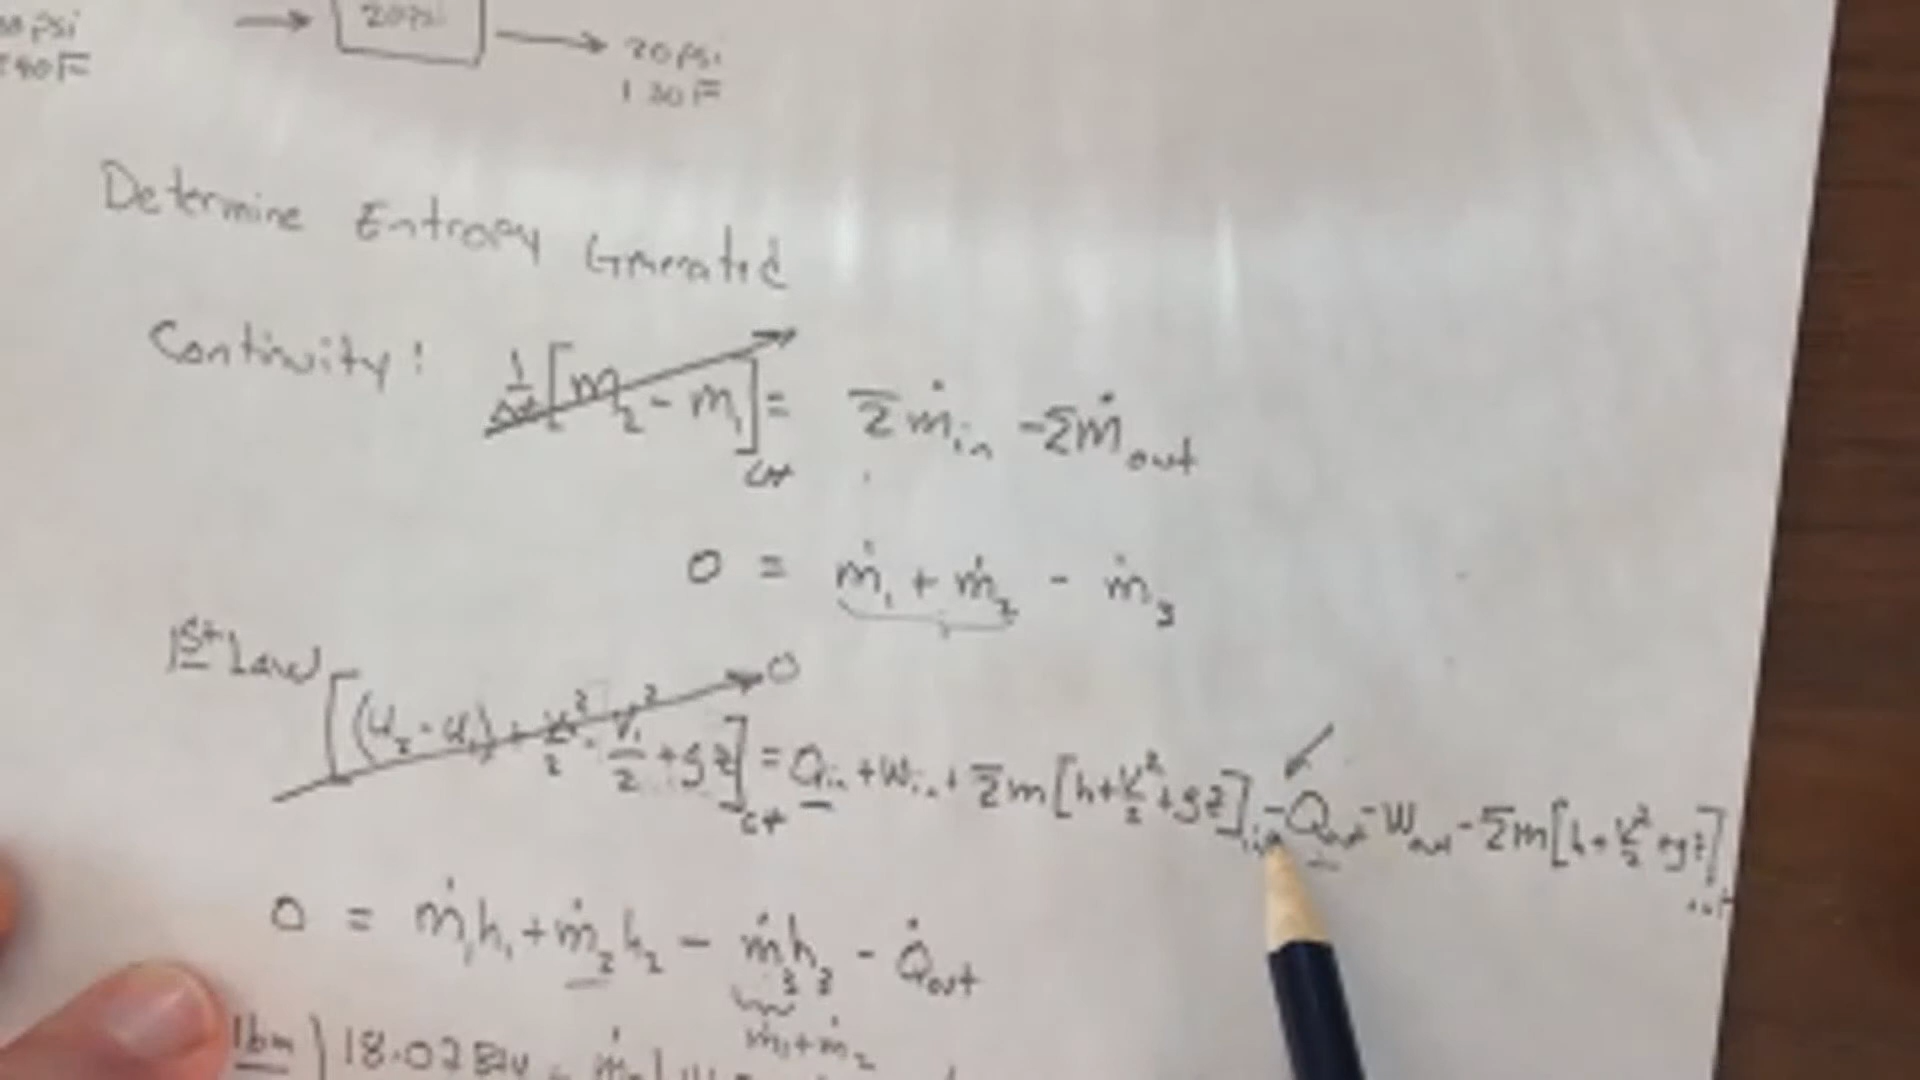 psi 20psi
20psi
40F
130F
Determine Entropy Generated
Continuity: 1/Δt [m₂ - m₁]CV = Σṁin - Σṁout
0 = ṁ₁ + ṁ₂ - ṁ₃
1st Law [(u₂-u₁) + V₂²/2 - V₁²/2 + gz]CV → 0 = Qin + Win + Σm[h+V²/2+gz]in - Qout - Wout - Σm[h+V²/2+gz]out
0 = ṁ₁h₁ + ṁ₂h₂ - ṁ₃h₃ - Q̇out
ṁ₁+ṁ₂
lbm) 18.02 Btu